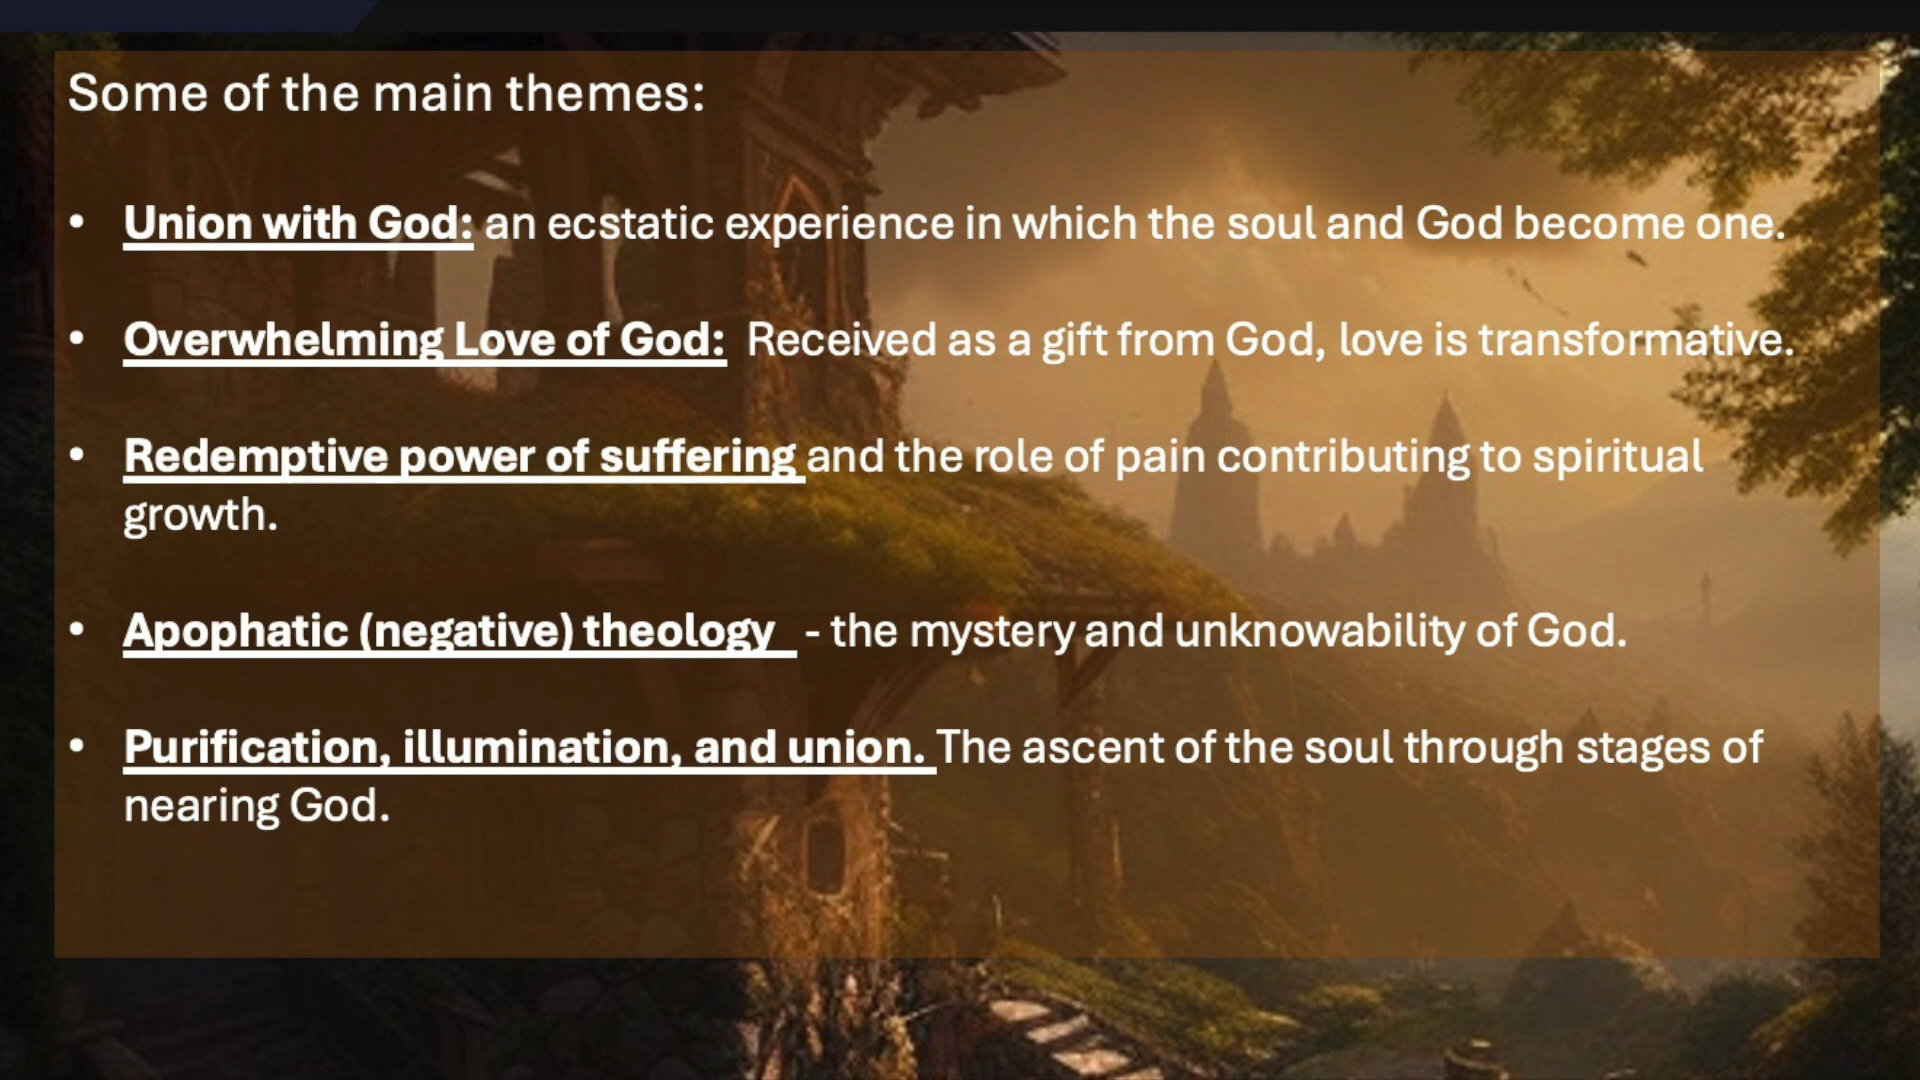 Some of the main themes:
• Union with God: an ecstatic experience in which the soul and God become one.
• Overwhelming Love of God: Received as a gift from God, love is transformative.
• Redemptive power of suffering and the role of pain contributing to spiritual
growth.
• Apophatic (negative) theology - the mystery and unknowability of God.
• Purification, illumination, and union. The ascent of the soul through stages of
nearing God.